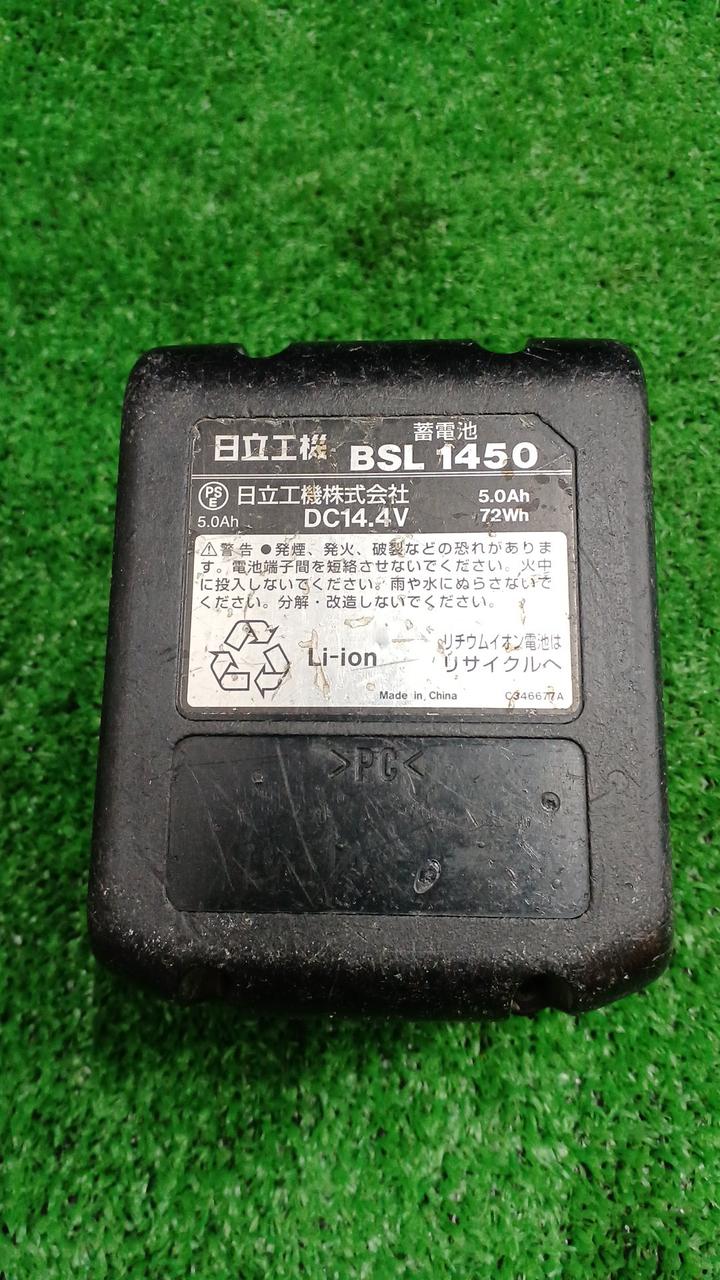 蓄電池
日立工機 BSL 1450
PSE 日立工機株式会社 5.0Ah
5.0Ah DC14.4V 72Wh
⚠警告 ●発煙、発火、破裂などの恐れがありま
す。電池端子間を短絡させないでください。火中
に投入しないでください。雨や水にぬらさないで
ください。分解・改造しないでください。
リチウムイオン電池は
Li-ion リサイクルへ
Made in China C346677A
>PC<